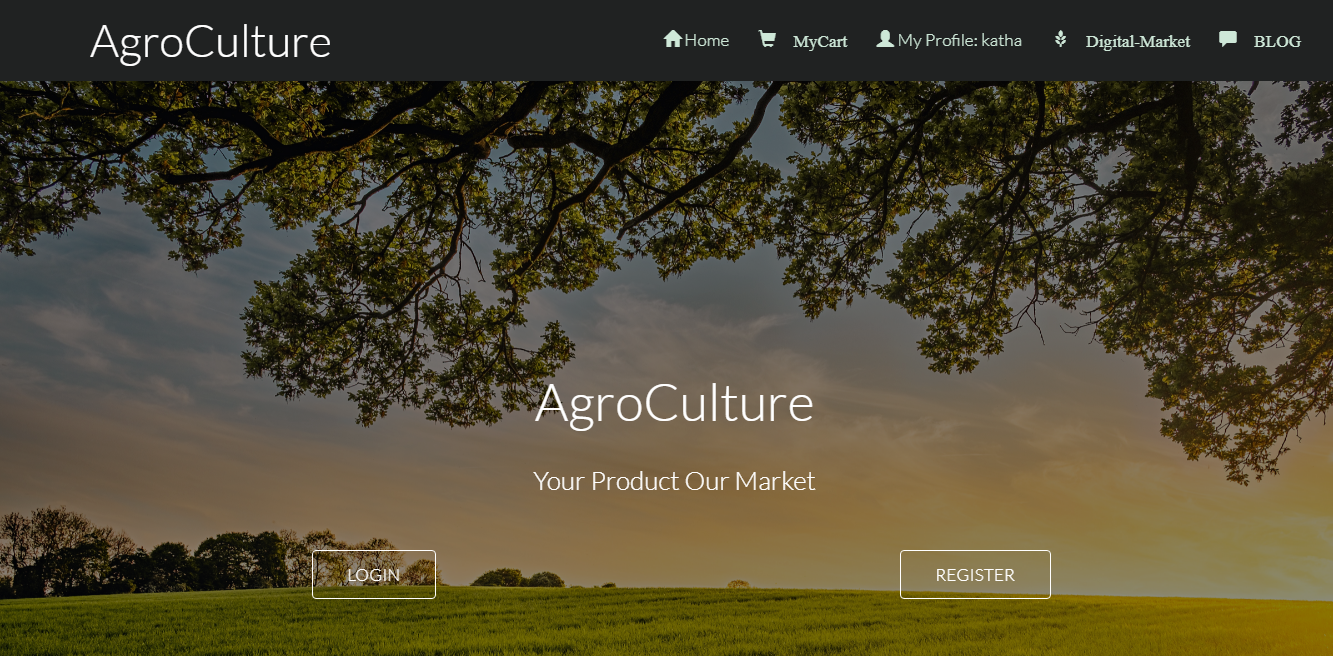 AgroCulture Home MyCart My Profile: katha Digital-Market BLOG
AgroCulture
Your Product Our Market
LOGIN REGISTER